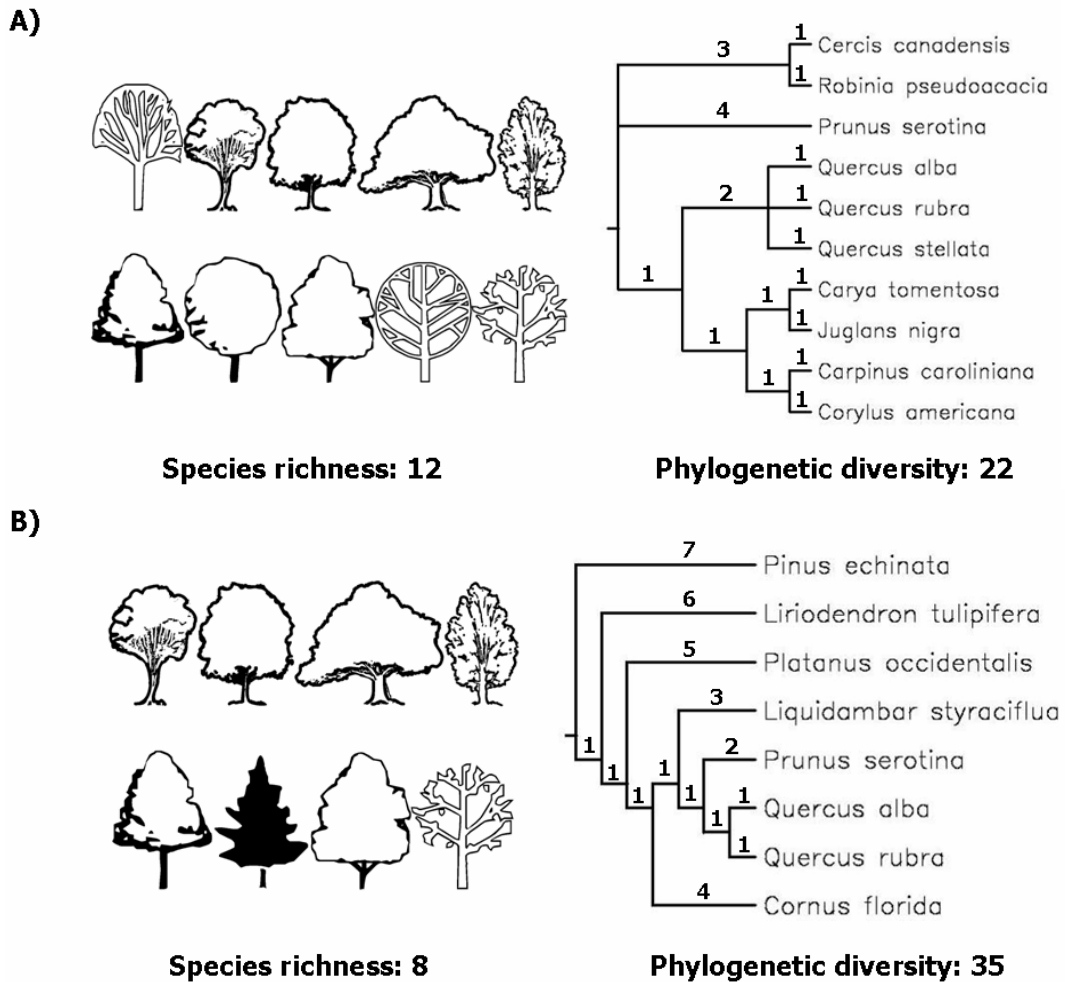 A)
3
1
Cercis canadensis
1
Robinia pseudoacacia
4
Prunus serotina
1
Quercus alba
2
1
Quercus rubra
1
Quercus stellata
1
1
1
Carya tomentosa
1
Juglans nigra
1
1
1
Carpinus caroliniana
1
Corylus americana
Species richness: 12
Phylogenetic diversity: 22
B)
7
Pinus echinata
6
Liriodendron tulipifera
5
Platanus occidentalis
3
Liquidambar styraciflua
1
1
2
Prunus serotina
1
1
1
Quercus alba
1
1
1
Quercus rubra
4
Cornus florida
Species richness: 8
Phylogenetic diversity: 35